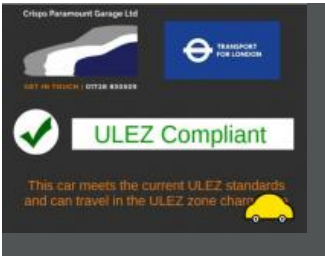 Crisps Paramount Garage Ltd
TRANSPORT
FOR LONDON
GET IN TOUCH | 01728 832929
ULEZ Compliant
This car meets the current ULEZ standards
and can travel in the ULEZ zone